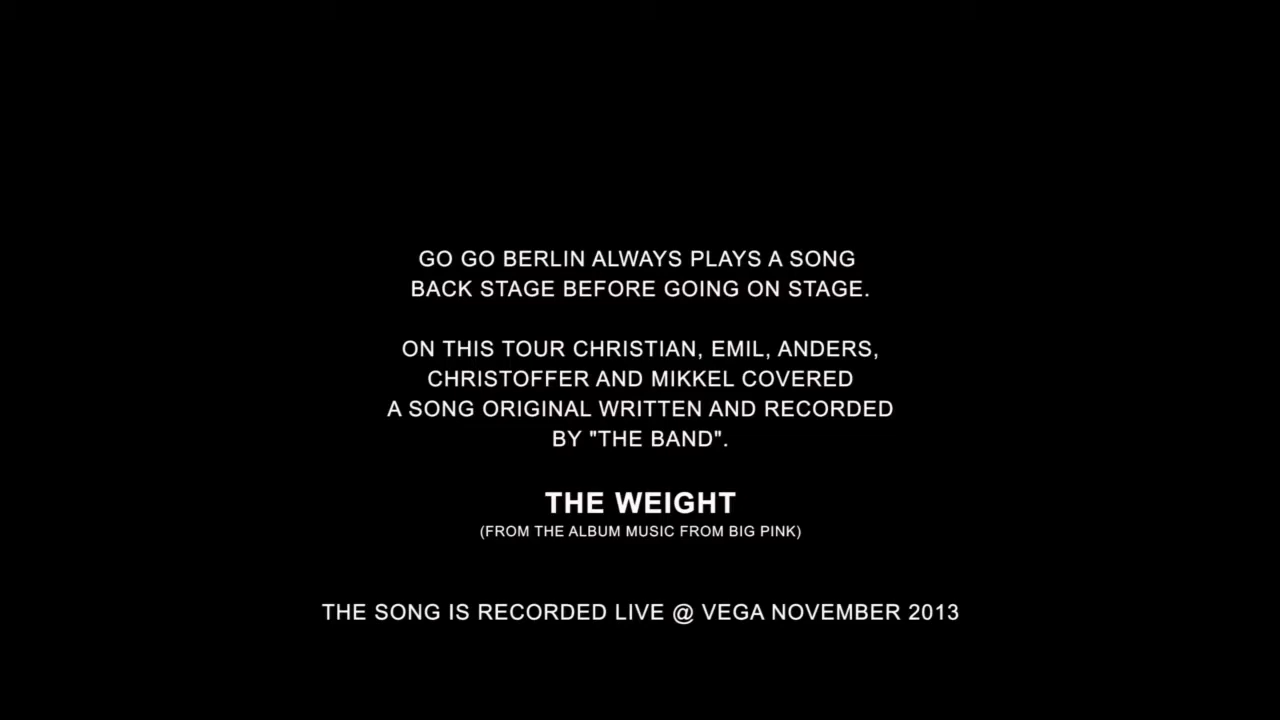 GO GO BERLIN ALWAYS PLAYS A SONG
BACK STAGE BEFORE GOING ON STAGE.
ON THIS TOUR CHRISTIAN, EMIL, ANDERS,
CHRISTOFFER AND MIKKEL COVERED
A SONG ORIGINAL WRITTEN AND RECORDED
BY "THE BAND".
THE WEIGHT
(FROM THE ALBUM MUSIC FROM BIG PINK)
THE SONG IS RECORDED LIVE @ VEGA NOVEMBER 2013